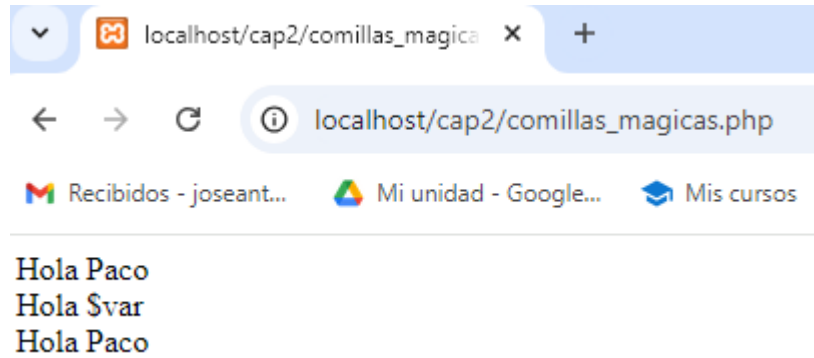 localhost/cap2/comillas_magica
localhost/cap2/comillas_magicas.php
Recibidos - joseant... Mi unidad - Google... Mis cursos
Hola Paco
Hola $var
Hola Paco